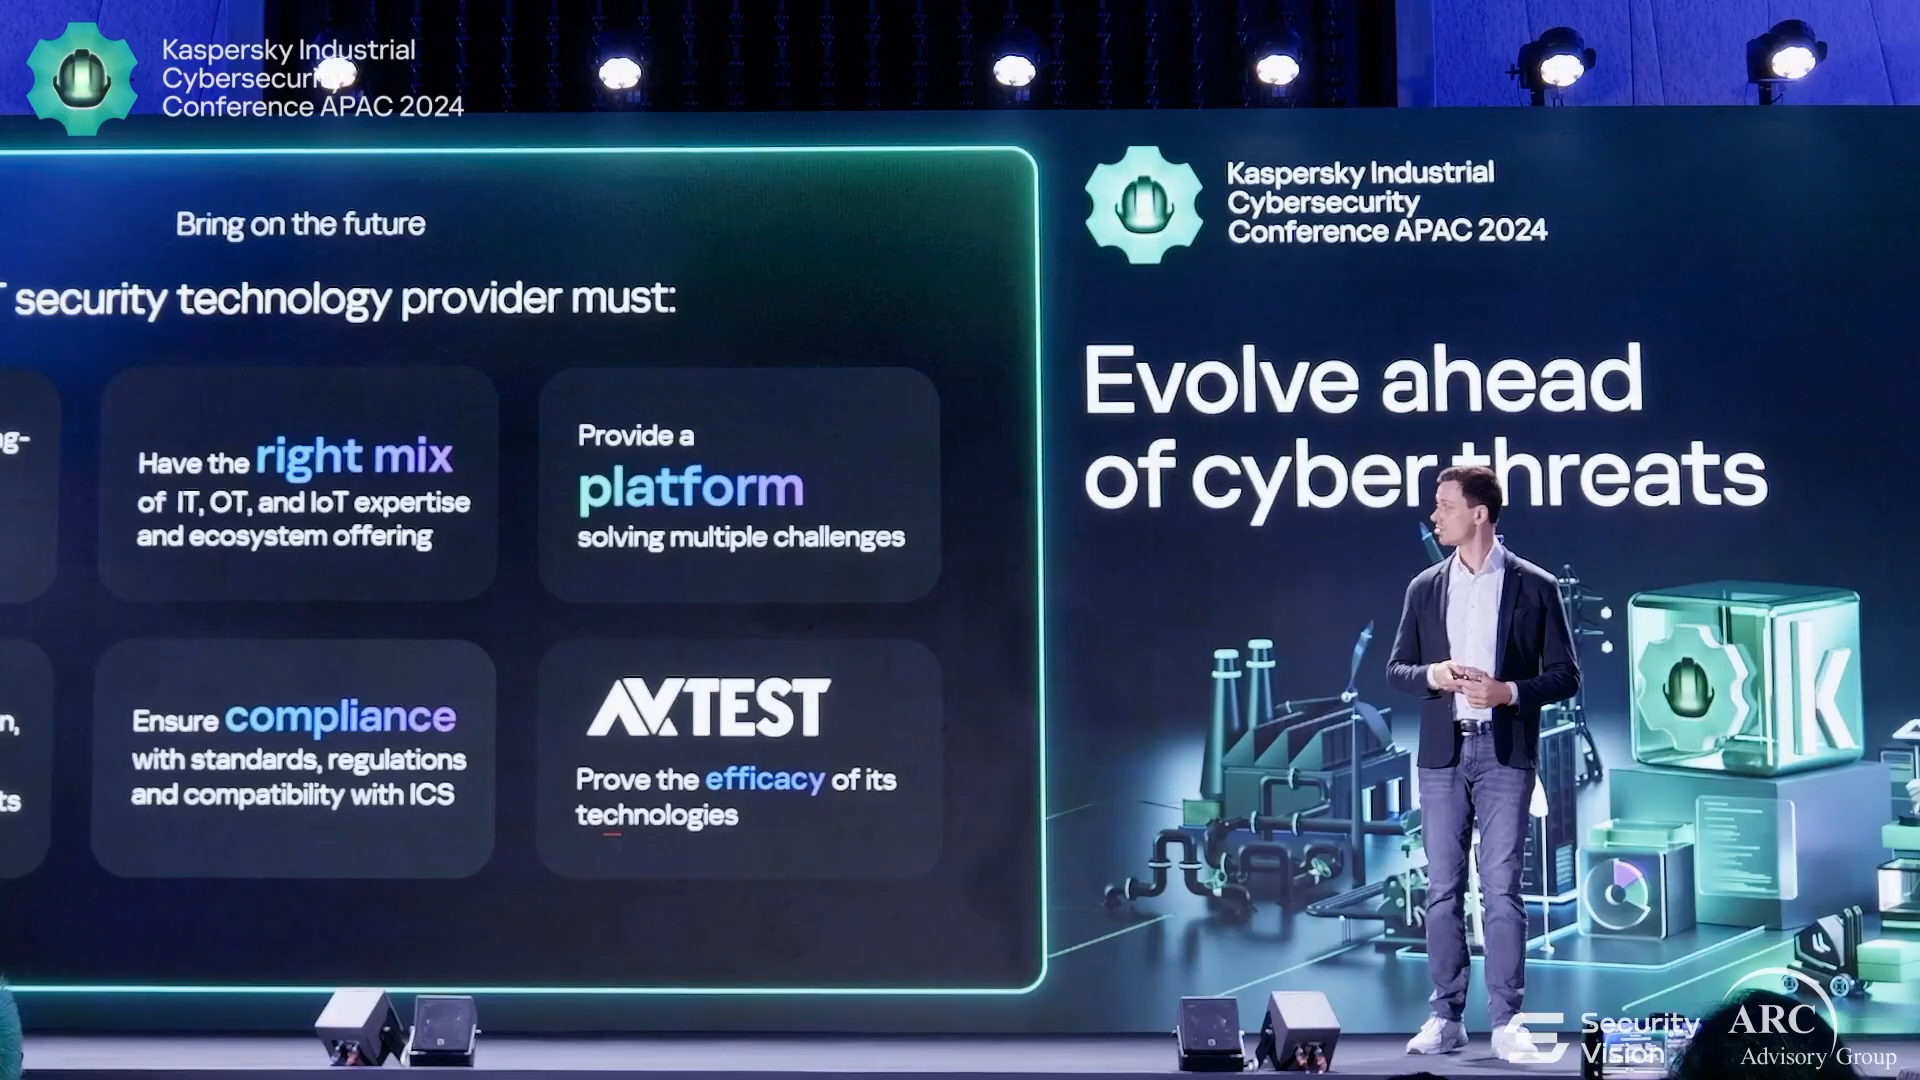 Kaspersky Industrial
Cybersecurity
Conference APAC 2024
Bring on the future
security technology provider must:
Have the right mix
of IT, OT, and IoT expertise
and ecosystem offering
Provide a
platform
solving multiple challenges
Ensure compliance
with standards, regulations
and compatibility with ICS
AVTEST
Prove the efficacy of its
technologies
Kaspersky Industrial
Cybersecurity
Conference APAC 2024
Evolve ahead
of cyber threats
k
Security
Vision
ARC
Advisory Group